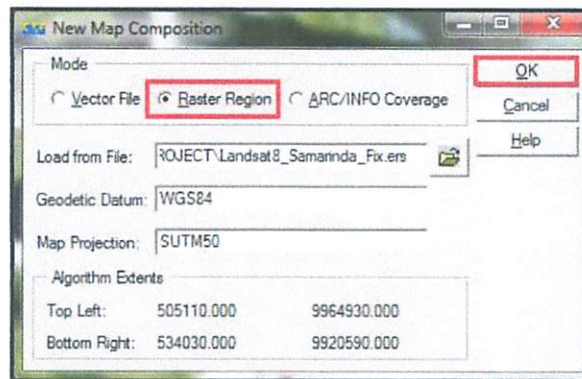 New Map Composition
Mode
Vector File Raster Region ARC/INFO Coverage
OK
Cancel
Help
Load from File: ROJECT\Landsat8_Samarinda_Fix.ers
Geodetic Datum: WGS84
Map Projection: SUTM50
Algorithm Extents
Top Left: 505110.000 9964930.000
Bottom Right: 534030.000 9920590.000